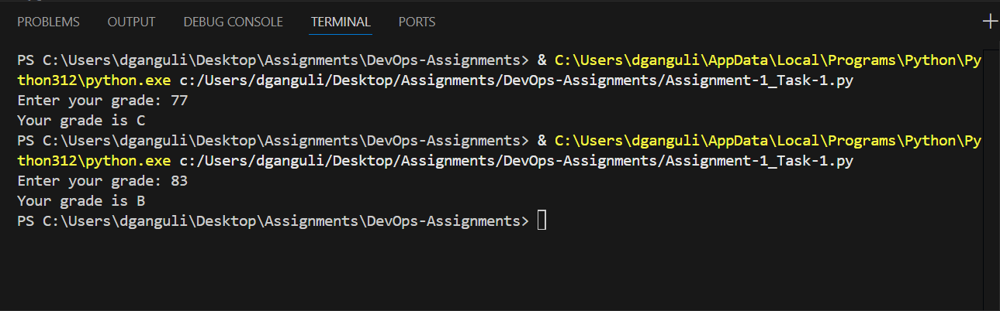 PROBLEMS OUTPUT DEBUG CONSOLE TERMINAL PORTS
PS C:\Users\dganguli\Desktop\Assignments\DevOps-Assignments> & C:\Users\dganguli\AppData\Local\Programs\Python\Py
thon312\python.exe c:/Users/dganguli/Desktop/Assignments/DevOps-Assignments/Assignment-1_Task-1.py
Enter your grade: 77
Your grade is C
PS C:\Users\dganguli\Desktop\Assignments\DevOps-Assignments> & C:\Users\dganguli\AppData\Local\Programs\Python\Py
thon312\python.exe c:/Users/dganguli/Desktop/Assignments/DevOps-Assignments/Assignment-1_Task-1.py
Enter your grade: 83
Your grade is B
PS C:\Users\dganguli\Desktop\Assignments\DevOps-Assignments>